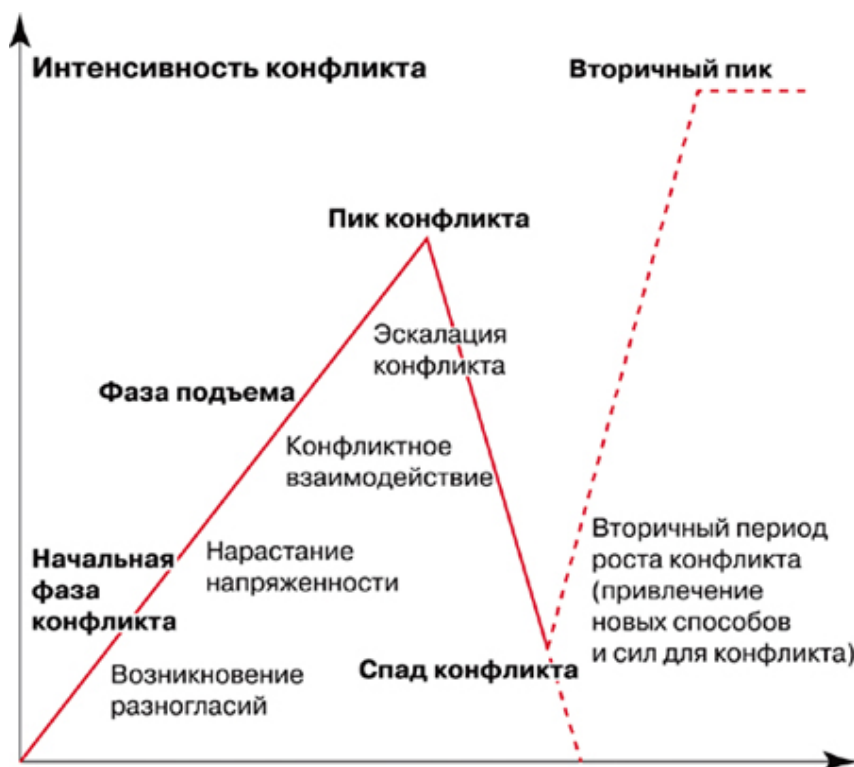 Интенсивность конфликта
Вторичный пик
Пик конфликта
Эскалация
конфликта
Фаза подъема
Конфликтное
взаимодействие
Начальная
фаза
конфликта
Нарастание
напряженности
Вторичный период
роста конфликта
(привлечение
новых способов
и сил для конфликта)
Спад конфликта
Возникновение
разногласий